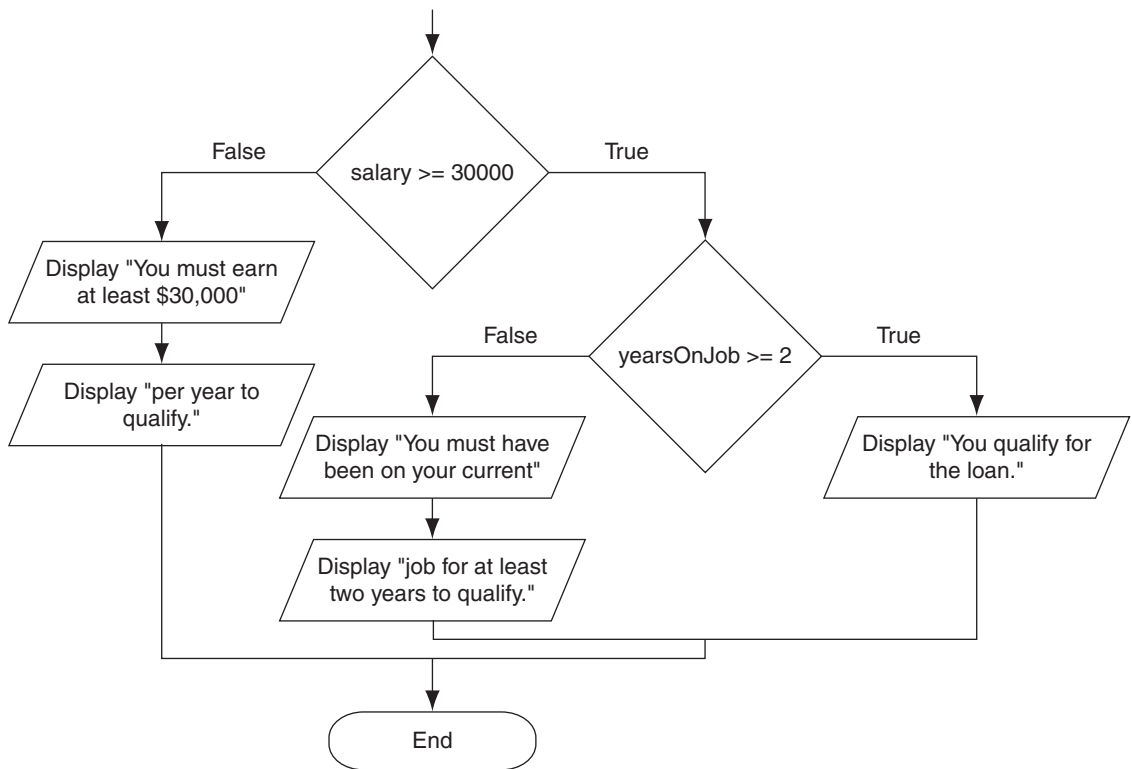 salary >= 30000
False
True
Display "You must earn
at least $30,000"
Display "per year to
qualify."
yearsOnJob >= 2
False
True
Display "You must have
been on your current"
Display "job for at least
two years to qualify."
Display "You qualify for
the loan."
End